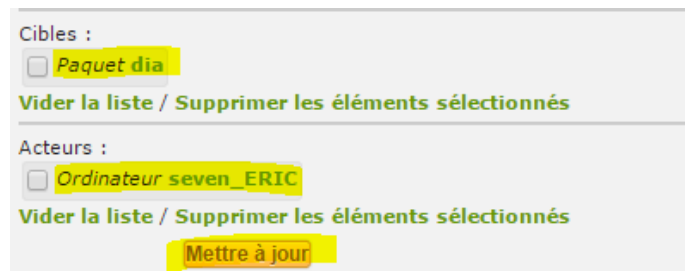 Cibles :
Paquet dia
Vider la liste / Supprimer les éléments sélectionnés
Acteurs :
Ordinateur seven_ERIC
Vider la liste / Supprimer les éléments sélectionnés
Mettre à jour